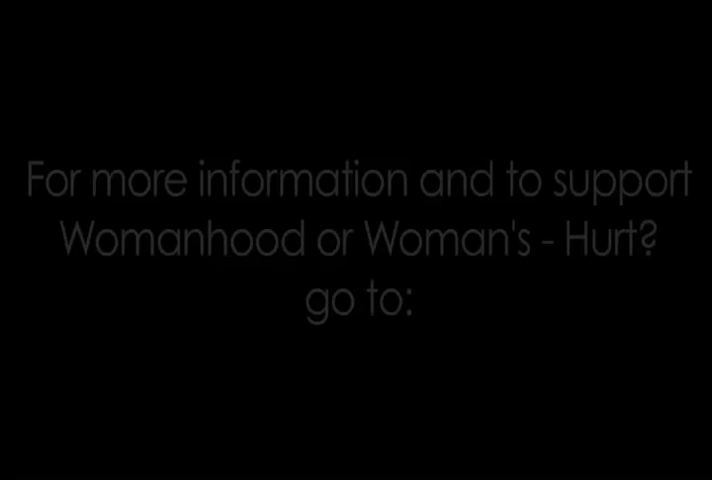 For more information and to support
Womanhood or Woman's - Hurt?
go to: